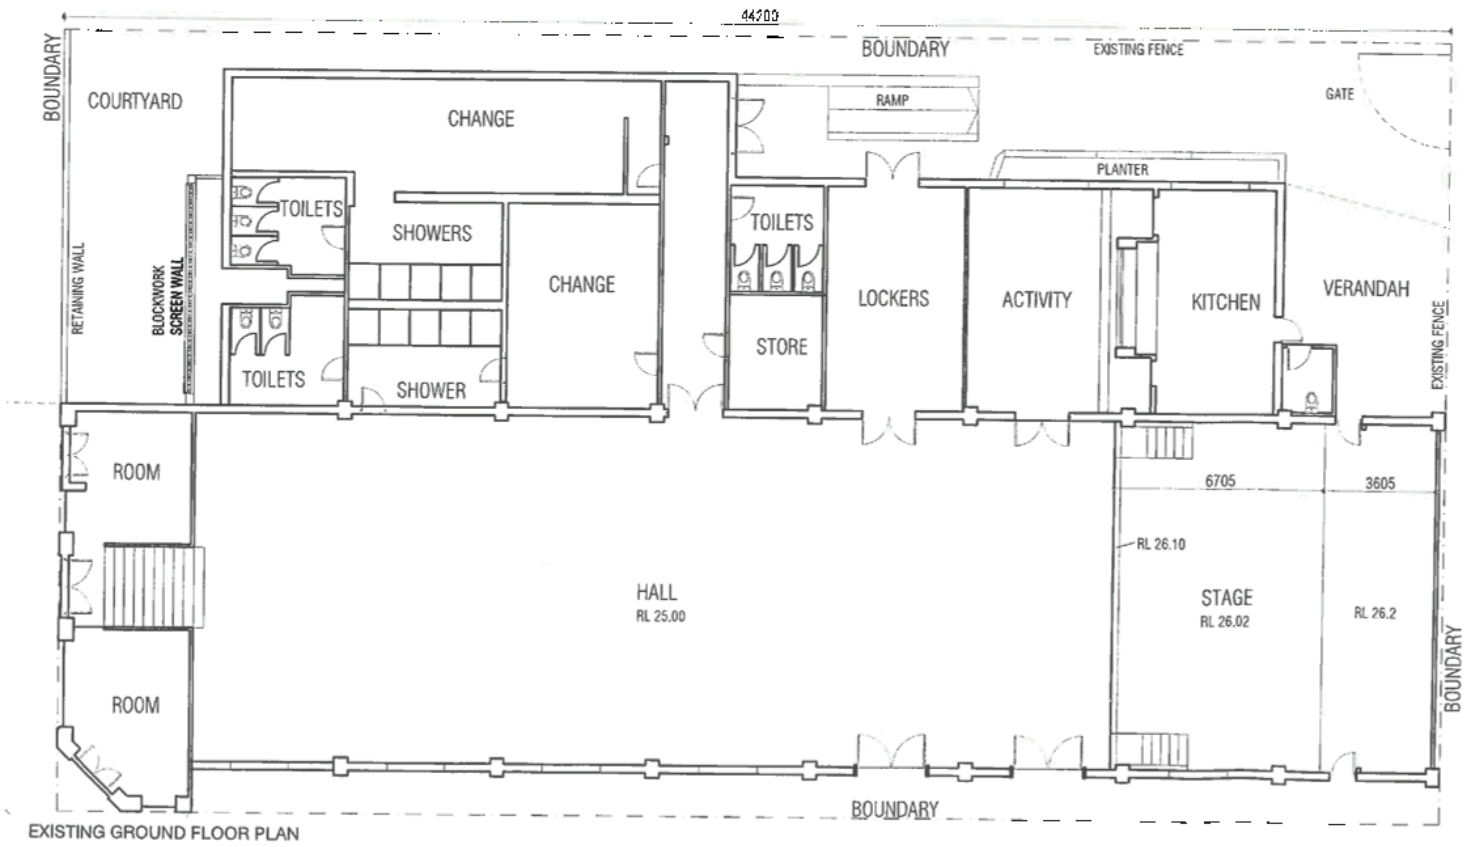 44200
BOUNDARY
BOUNDARY
EXISTING FENCE
COURTYARD
CHANGE
RAMP
GATE
PLANTER
TOILETS
SHOWERS
TOILETS
RETAINING WALL
BLOCKWORK
SCREEN WALL
CHANGE
LOCKERS
ACTIVITY
KITCHEN
VERANDAH
STORE
EXISTING FENCE
TOILETS
SHOWER
ROOM
6705
3605
RL 26.10
HALL
RL 25.00
STAGE
RL 26.02
RL 26.2
BOUNDARY
ROOM
BOUNDARY
EXISTING GROUND FLOOR PLAN